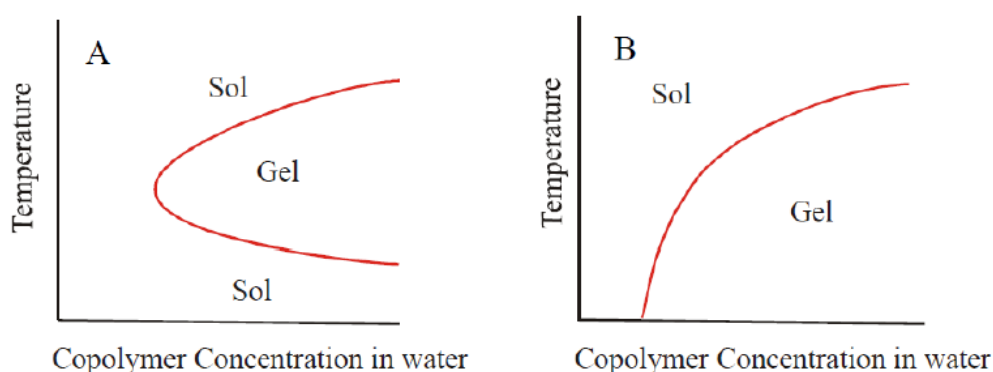 A
Sol
Gel
Sol
Temperature
Copolymer Concentration in water
B
Sol
Gel
Temperature
Copolymer Concentration in water